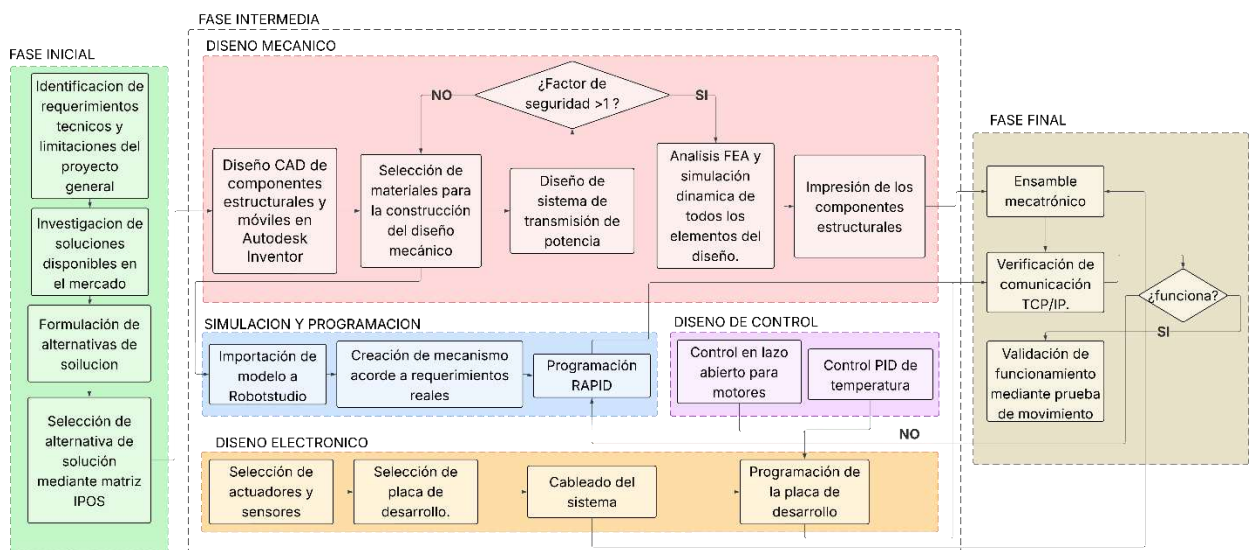 FASE INICIAL
Identificacion de
requerimientos
tecnicos y
limitaciones del
proyecto
general
Investigacion de
soluciones
disponibles en
el mercado
Formulación de
alternativas de
soilucion
Selección de
alternativa de
solución
mediante matriz
IPOS
FASE INTERMEDIA
DISENO MECANICO
¿Factor de
seguridad >1 ?
NO
SI
Diseño CAD de
componentes
estructurales y
móviles en
Autodesk
Inventor
Selección de
materiales para
la construcción
del diseño
mecánico
Diseño de
sistema de
transmisión de
potencia
Analisis FEA y
simulación
dinamica de
todos los
elementos del
diseño.
Impresión de los
componentes
estructurales
SIMULACION Y PROGRAMACION
Importación de
modelo a
Robotstudio
Creación de mecanismo
acorde a requerimientos
reales
Programación
RAPID
DISENO DE CONTROL
Control en lazo
abierto para
motores
Control PID de
temperatura
NO
DISENO ELECTRONICO
Selección de
actuadores y
sensores
Selección de
placa de
desarrollo.
Cableado del
sistema
Programación de
la placa de
desarrollo
FASE FINAL
Ensamble
mecatrónico
Verificación de
comunicación
TCP/IP.
¿funciona?
SI
Validación de
funcionamiento
mediante prueba
de movimiento